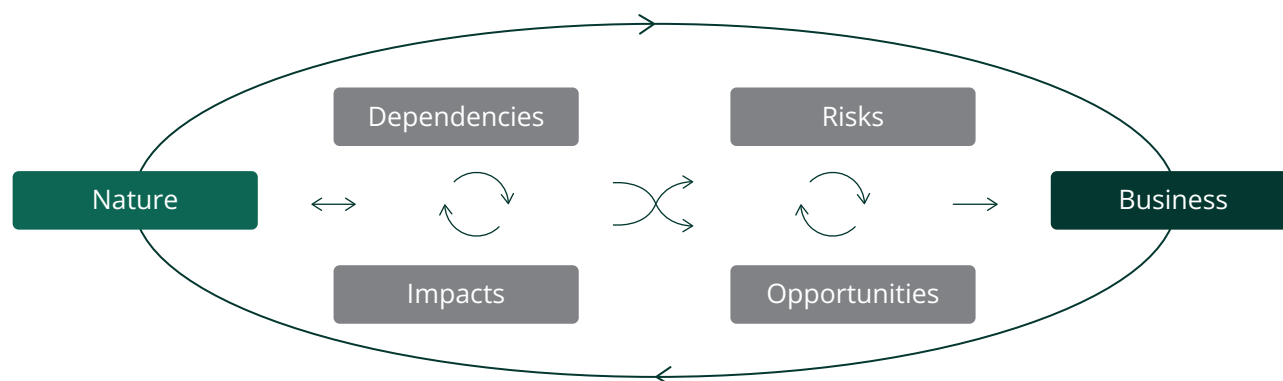 Dependencies
Risks
Nature
Business
Impacts
Opportunities